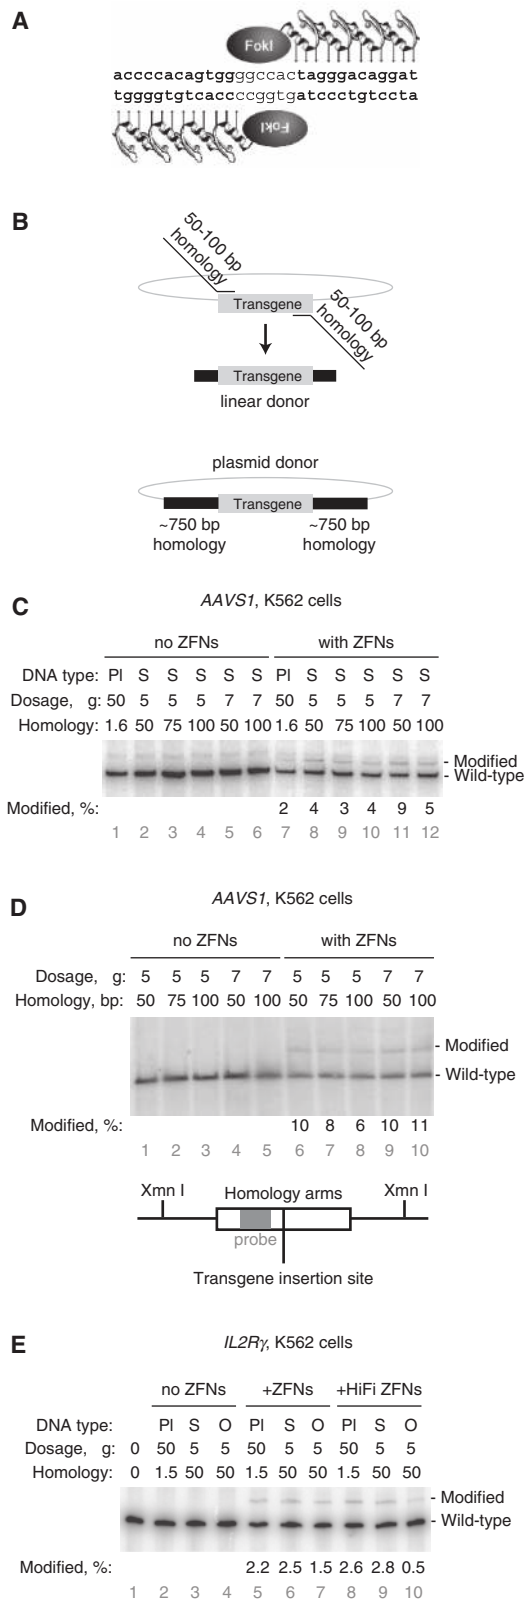 A
FokI
accccacagtggggccactagggacaggat
tggggtgtcaccccggtgatccctgtccta
FokI
B
50-100 bp
homology
Transgene
50-100 bp
homology
Transgene
linear donor
plasmid donor
Transgene
~750 bp
homology
~750 bp
homology
C
AAVS1, K562 cells
no ZFNs with ZFNs
DNA type: Pl S S S S S Pl S S S S S
Dosage, g: 50 5 5 5 7 7 50 5 5 5 7 7
Homology: 1.6 50 75 100 50 100 1.6 50 75 100 50 100
- Modified
- Wild-type
Modified, %: 2 4 3 4 9 5
1 2 3 4 5 6 7 8 9 10 11 12
D
AAVS1, K562 cells
no ZFNs with ZFNs
Dosage, g: 5 5 5 7 7 5 5 5 7 7
Homology, bp: 50 75 100 50 100 50 75 100 50 100
- Modified
- Wild-type
Modified, %: 10 8 6 10 11
1 2 3 4 5 6 7 8 9 10
Xmn I Homology arms Xmn I
probe
Transgene insertion site
E
IL2Rγ, K562 cells
no ZFNs +ZFNs +HiFi ZFNs
DNA type: Pl S O Pl S O Pl S O
Dosage, g: 0 50 5 5 50 5 5 50 5 5
Homology: 0 1.5 50 50 1.5 50 50 1.5 50 50
- Modified
- Wild-type
Modified, %: 2.2 2.5 1.5 2.6 2.8 0.5
1 2 3 4 5 6 7 8 9 10